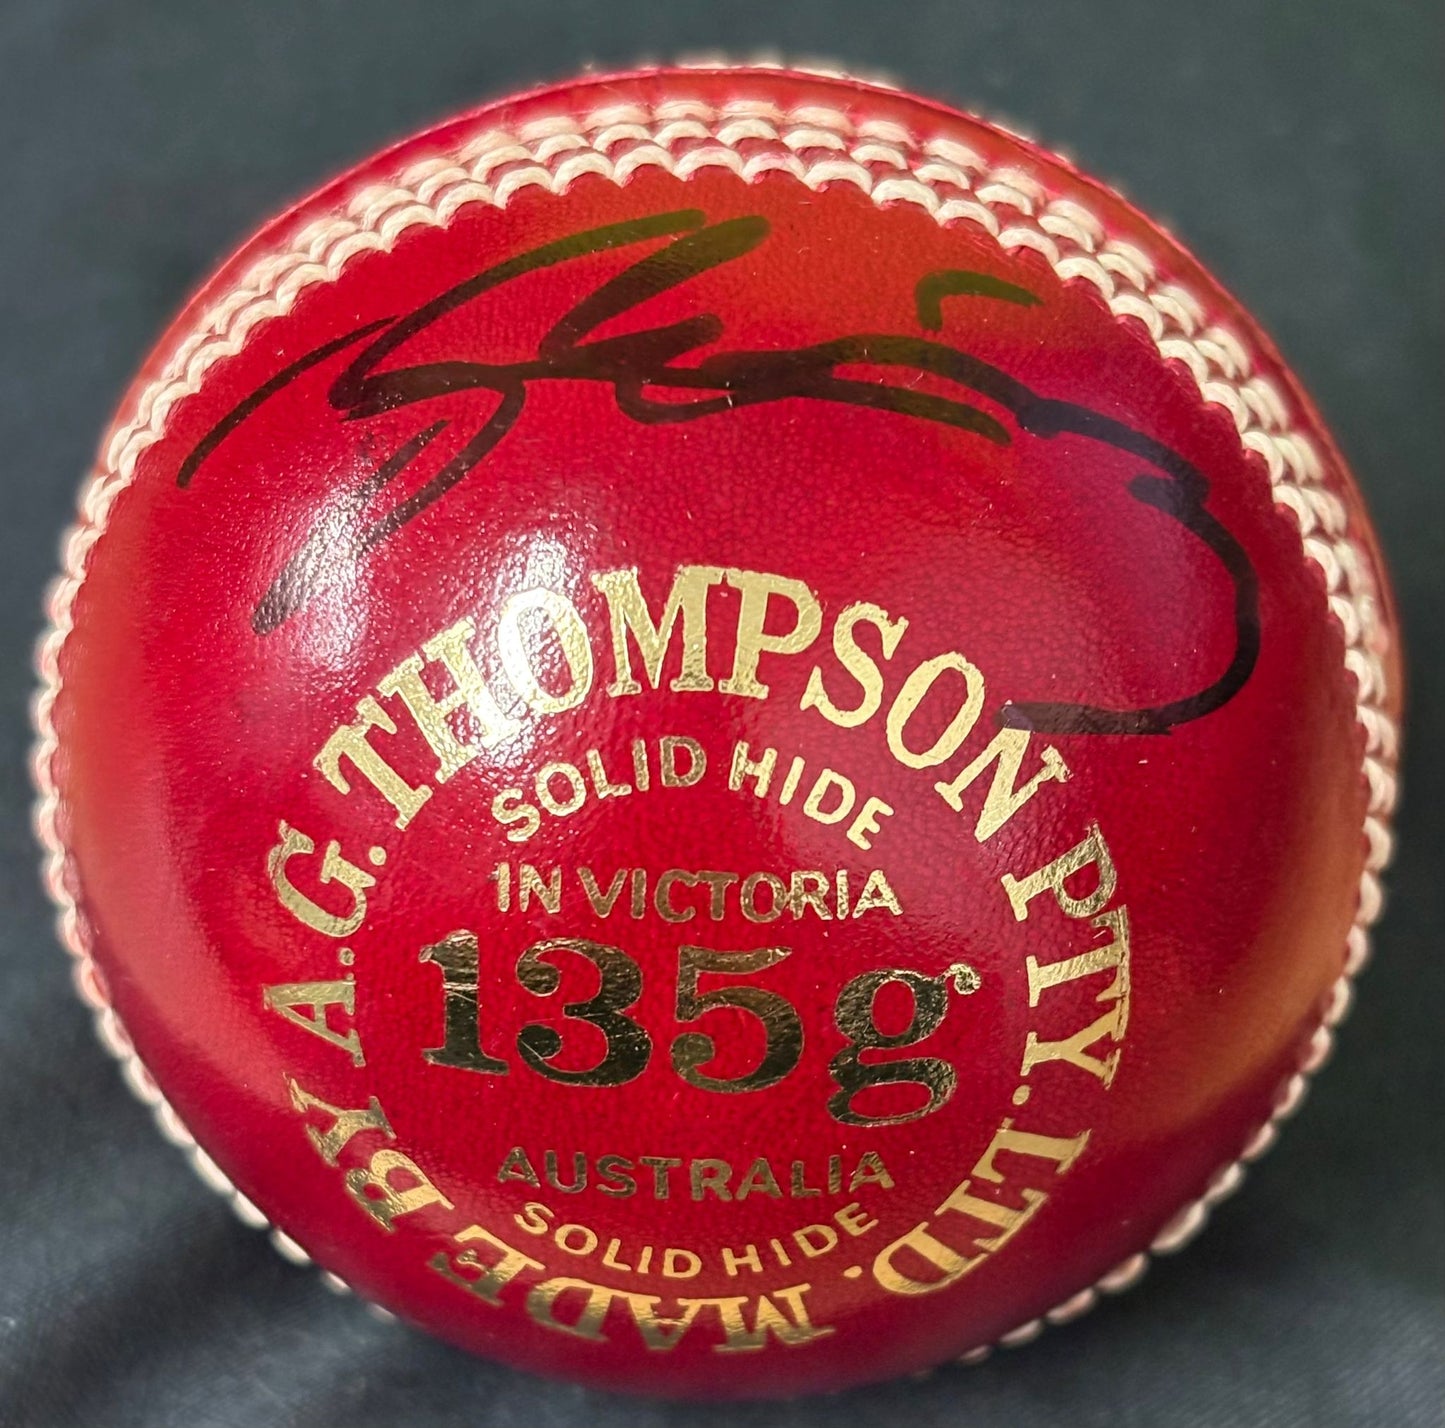 MADE BY A.G. THOMPSON PTY. LTD.
SOLID HIDE
IN VICTORIA
135g
AUSTRALIA
SOLID HIDE